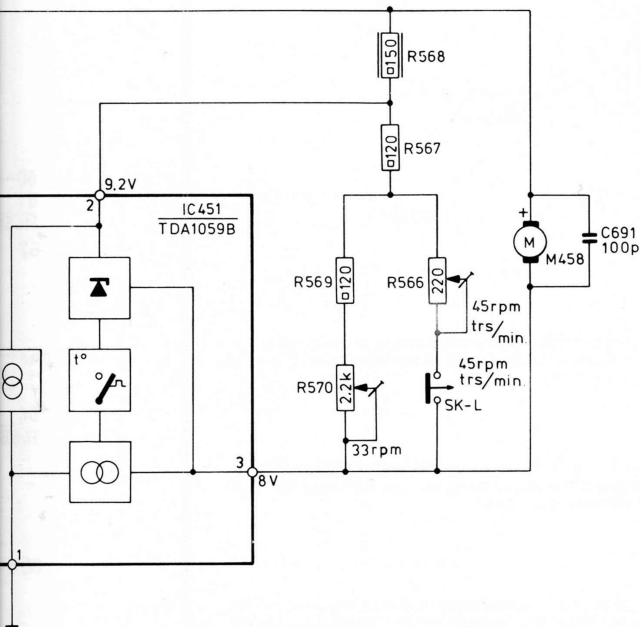 □150
R568
□120
R567
9.2V
2
IC451
TDA1059B
+
M
M458
C691
100p
R569
□120
R566
220
45rpm
trs/min.
t°
R570
2.2k
45rpm
trs/min.
SK-L
33rpm
3
8V
1